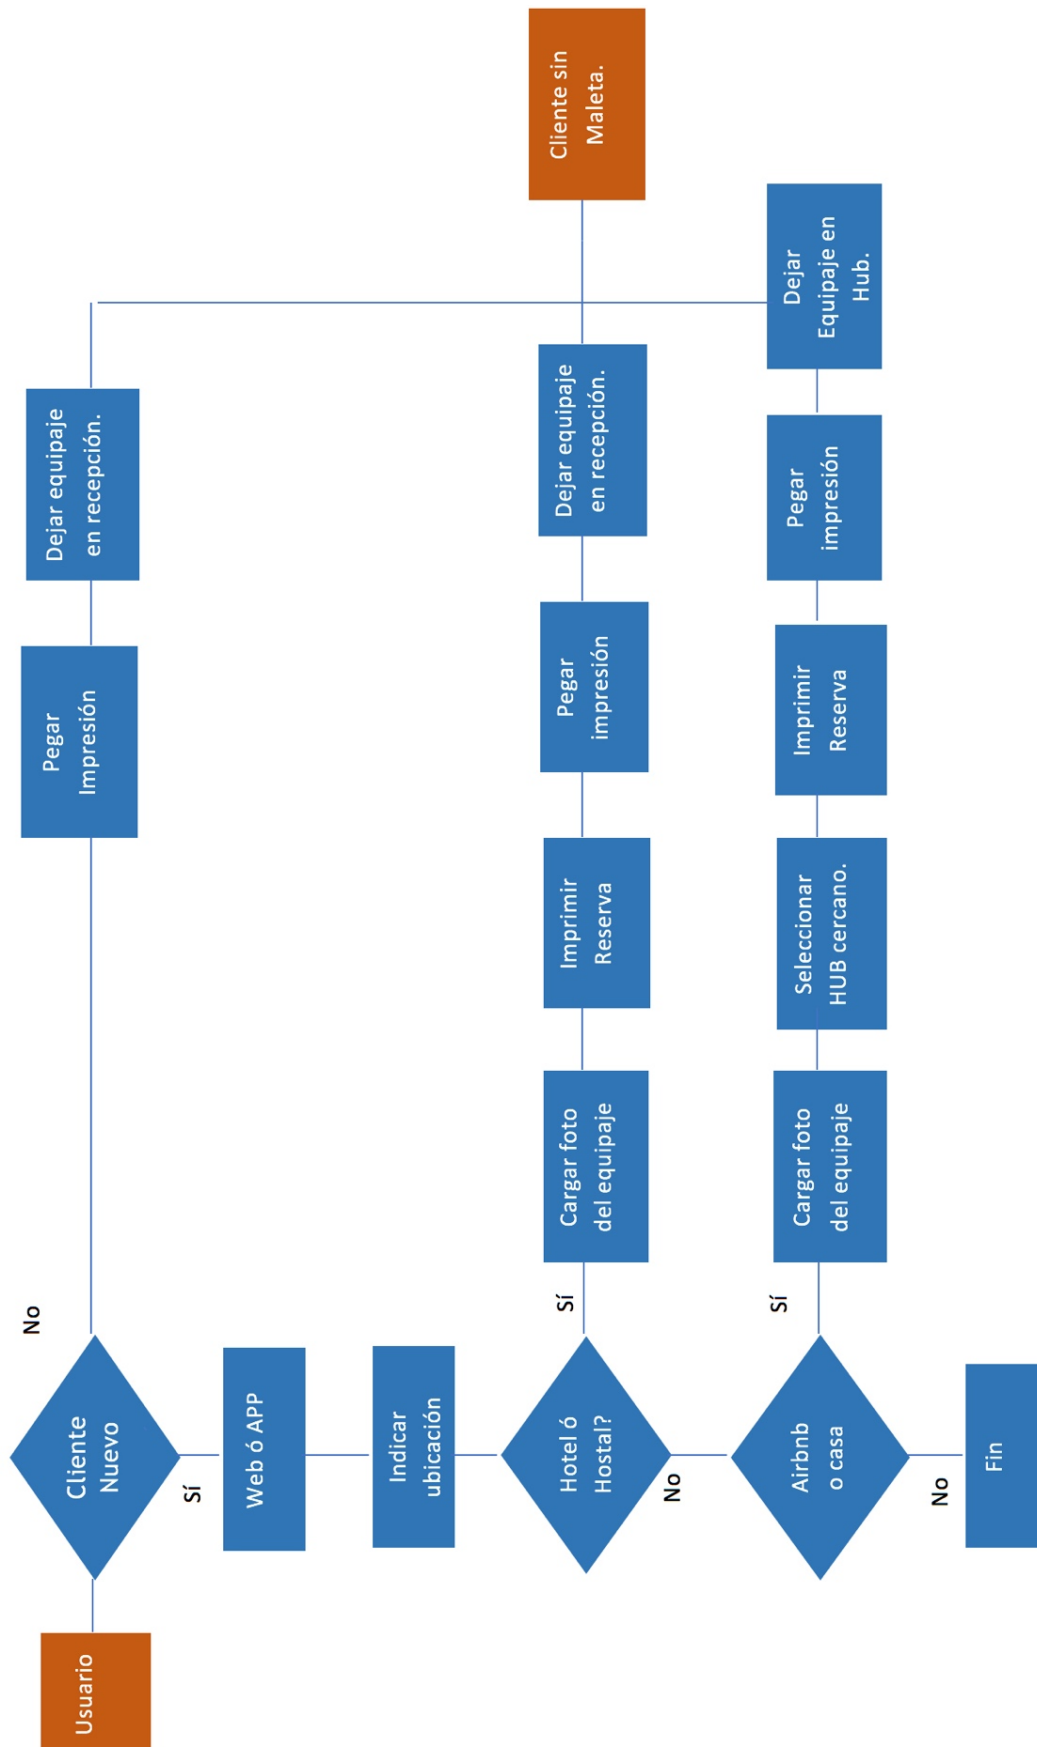 Usuario
Cliente
Nuevo
No
Pegar
Impresión
Dejar equipaje
en recepción.
Sí
Web ó APP
Indicar
ubicación
Hotel ó
Hostal?
Sí
Cargar foto
del equipaje
Imprimir
Reserva
Pegar
impresión
Dejar equipaje
en recepción.
Cliente sin
Maleta.
No
Airbnb
o casa
Sí
Cargar foto
del equipaje
Seleccionar
HUB cercano.
Imprimir
Reserva
Pegar
impresión
Dejar
Equipaje en
Hub.
No
Fin